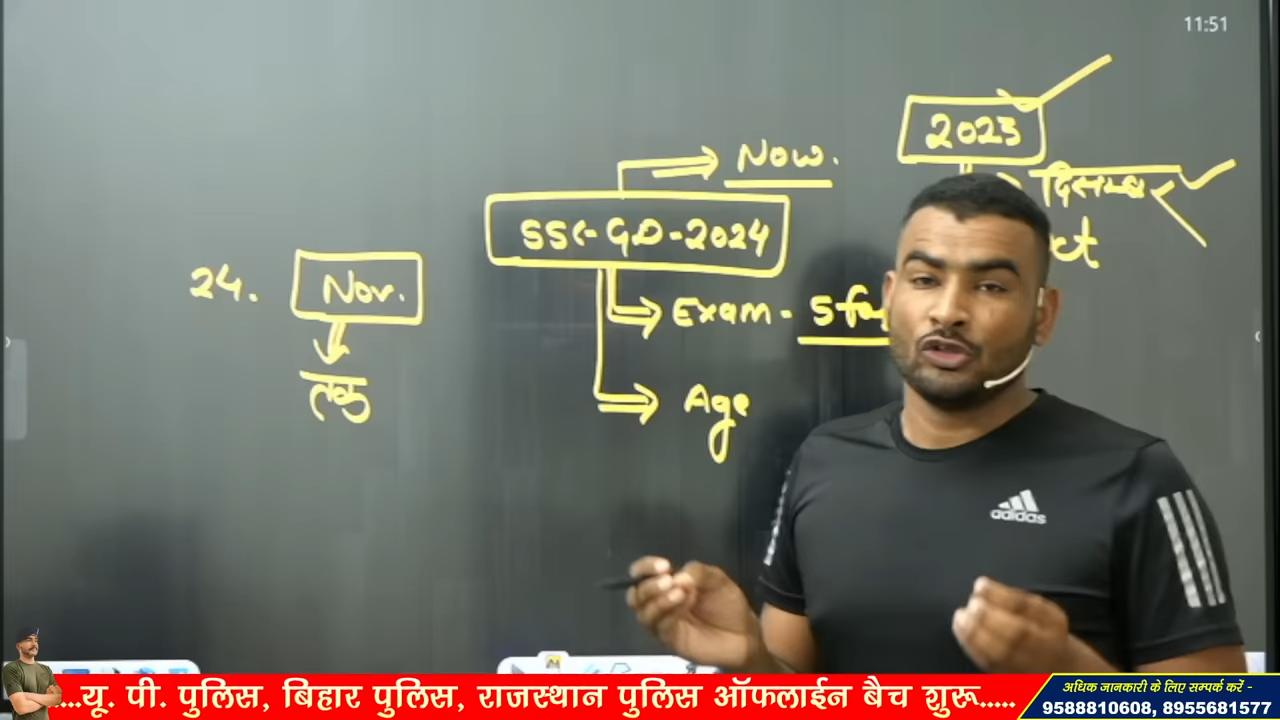 11:51
2023
Now.
SSC-GD-2024
24. Nov.
Exam -
तक
Age
adidas
...यू. पी. पुलिस, बिहार पुलिस, राजस्थान पुलिस ऑफलाईन बैच शुरू.....
अधिक जानकारी के लिए सम्पर्क करें -
9588810608, 8955681577